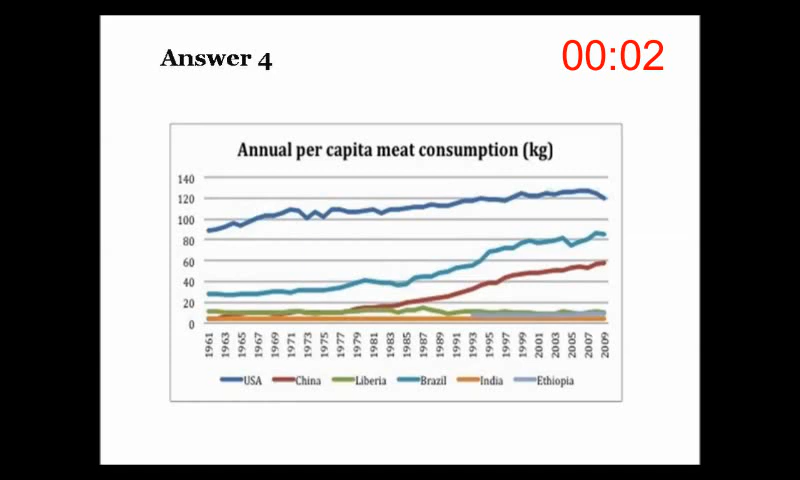 Answer 4
00:02
Annual per capita meat consumption (kg)
140
120
100
80
60
40
20
0
1961 1963 1965 1967 1969 1971 1973 1975 1977 1979 1981 1983 1985 1987 1989 1991 1993 1995 1997 1999 2001 2003 2005 2007 2009
USA China Liberia Brazil India Ethiopia